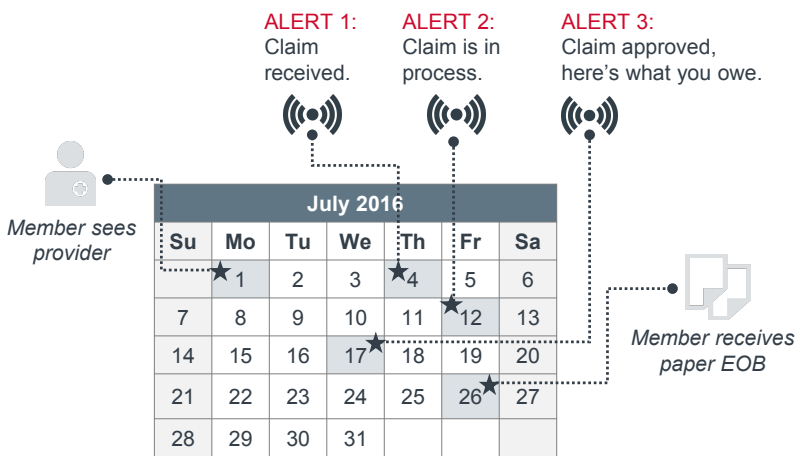 ALERT 1:
Claim
received.
ALERT 2:
Claim is in
process.
ALERT 3:
Claim approved,
here’s what you owe.
Member sees
provider
July 2016
Su Mo Tu We Th Fr Sa
1 2 3 4 5 6
7 8 9 10 11 12 13
14 15 16 17 18 19 20
21 22 23 24 25 26 27
28 29 30 31
Member receives
paper EOB